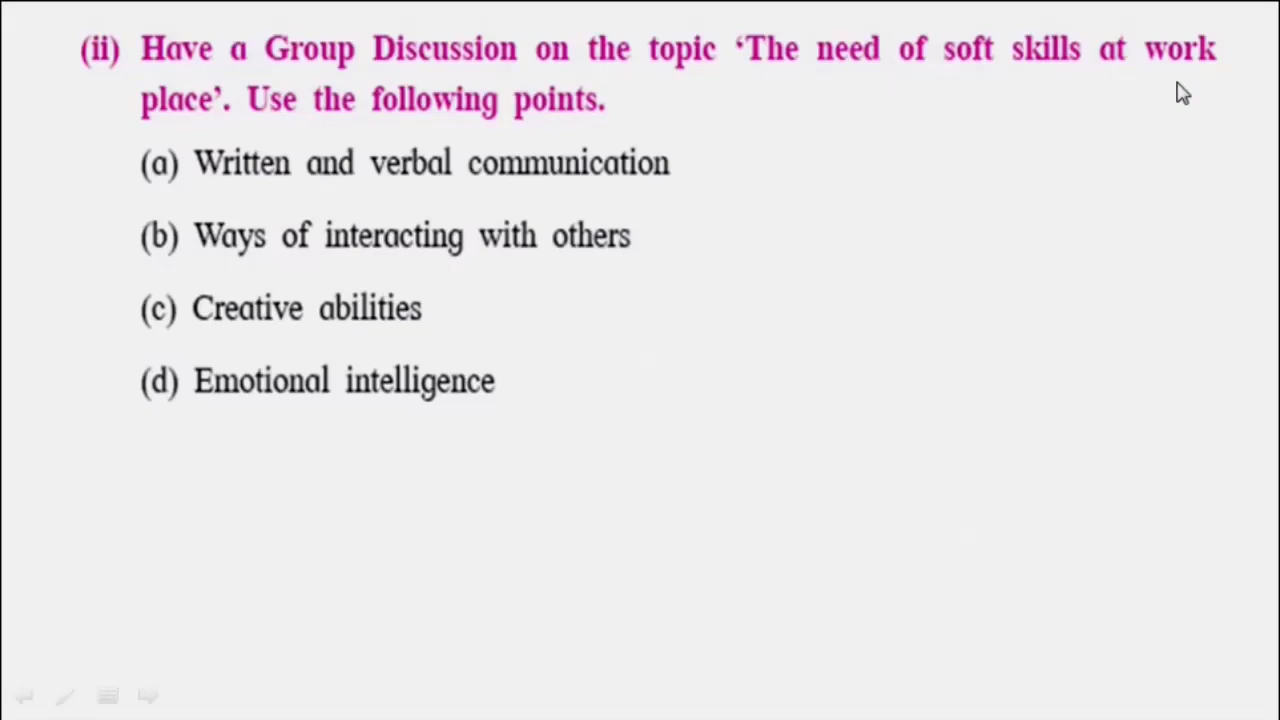 (ii) Have a Group Discussion on the topic ‘The need of soft skills at work
place’. Use the following points.
(a) Written and verbal communication
(b) Ways of interacting with others
(c) Creative abilities
(d) Emotional intelligence